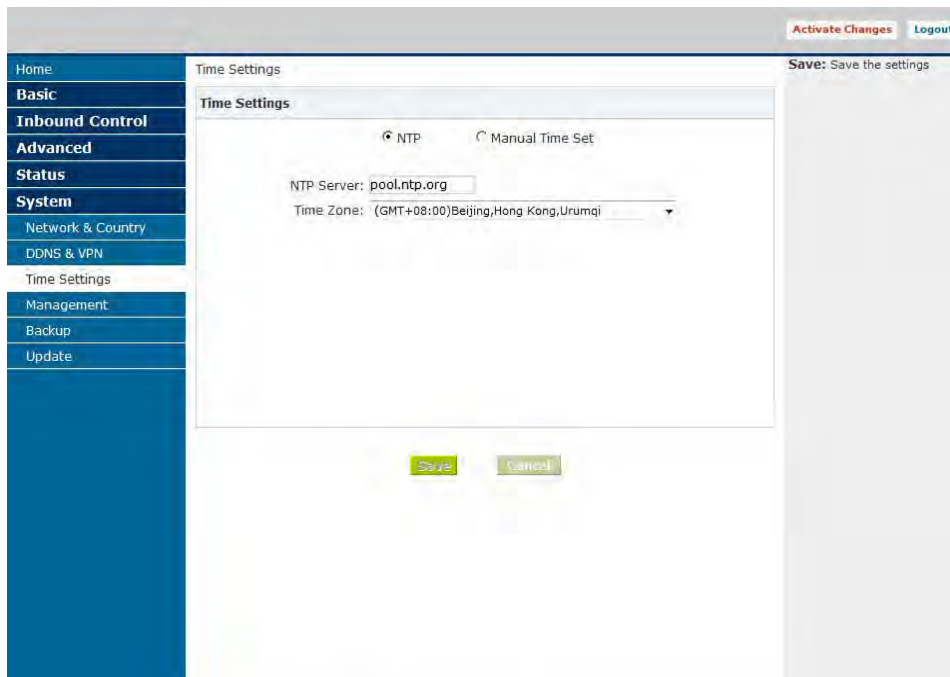 Activate Changes
Logout
Home
Basic
Inbound Control
Advanced
Status
System
Network & Country
DDNS & VPN
Time Settings
Management
Backup
Update
Time Settings
Time Settings
NTP
Manual Time Set
NTP Server: pool.ntp.org
Time Zone: (GMT+08:00)Beijing,Hong Kong,Urumqi
Save
Cancel
Save: Save the settings